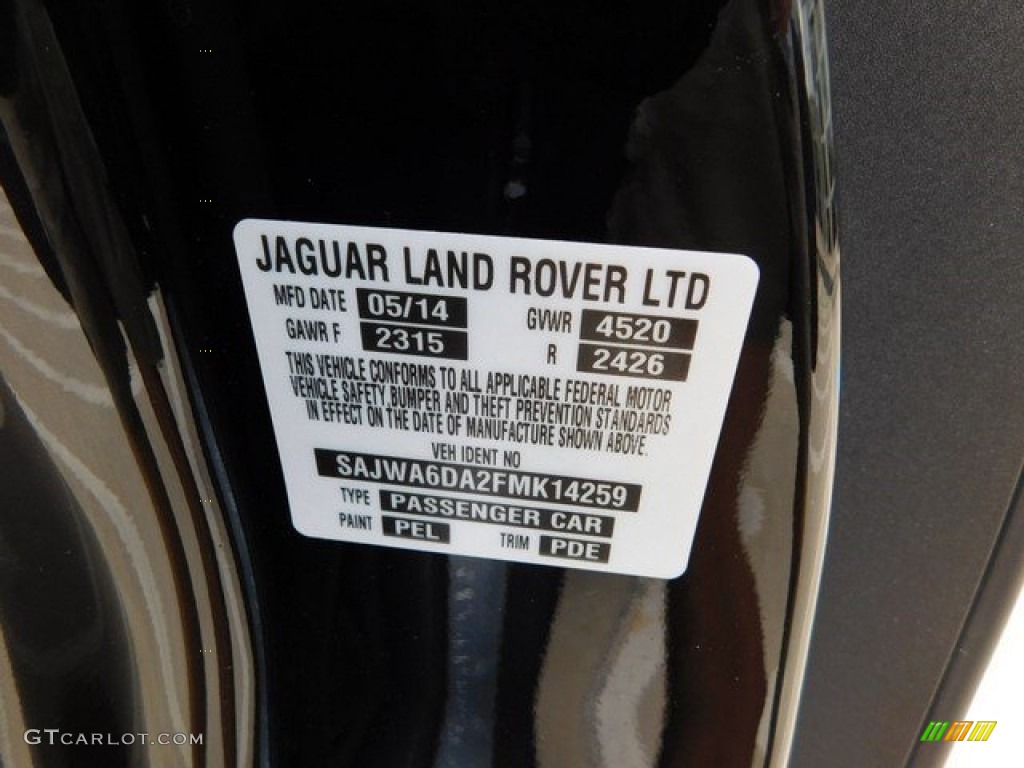 JAGUAR LAND ROVER LTD
MFD DATE 05/14 GVWR 4520
GAWR F 2315 R 2426
THIS VEHICLE CONFORMS TO ALL APPLICABLE FEDERAL MOTOR
VEHICLE SAFETY, BUMPER AND THEFT PREVENTION STANDARDS
IN EFFECT ON THE DATE OF MANUFACTURE SHOWN ABOVE.
VEH IDENT NO
SAJWA6DA2FMK14259
TYPE PASSENGER CAR
PAINT PEL TRIM PDE
GTCARLOT.COM